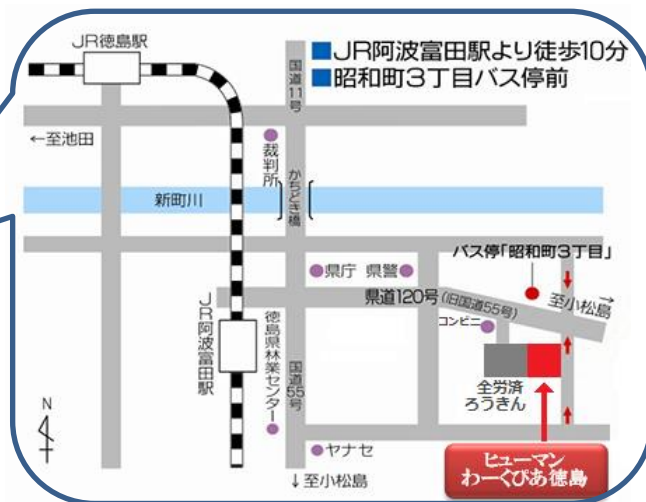 JR徳島駅
■JR阿波富田駅より徒歩10分
■昭和町3丁目バス停前
国道11号
←至池田
裁判所
かちどき橋
新町川
バス停「昭和町3丁目」
県庁
県警
県道120号(旧国道55号)
至小松島→
コンビニ
JR阿波富田駅
徳島県林業センター
国道55号
全労済
ろうきん
N
ヤナセ
↓至小松島
ヒューマン
わーくぴあ徳島